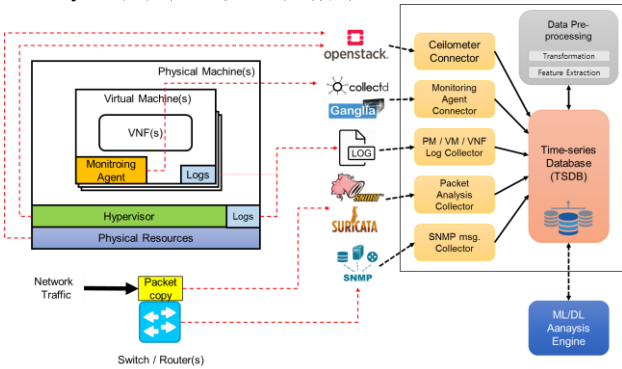 openstack.
Physical Machine(s)
Virtual Machine(s)
VNF(s)
Monitroing
Agent
Logs
Hypervisor
Logs
Physical Resources
Network
Traffic
Packet
copy
Switch / Router(s)
collectd
Ganglia
LOG
SNORT
SURICATA
SNMP
Ceilometer
Connector
Monitoring
Agent
Connector
PM / VM / VNF
Log Collector
Packet
Analysis
Collector
SNMP msg.
Collector
Data Pre-
processing
Transformation
Feature Extraction
Time-series
Database
(TSDB)
ML/DL
Aanaysis
Engine